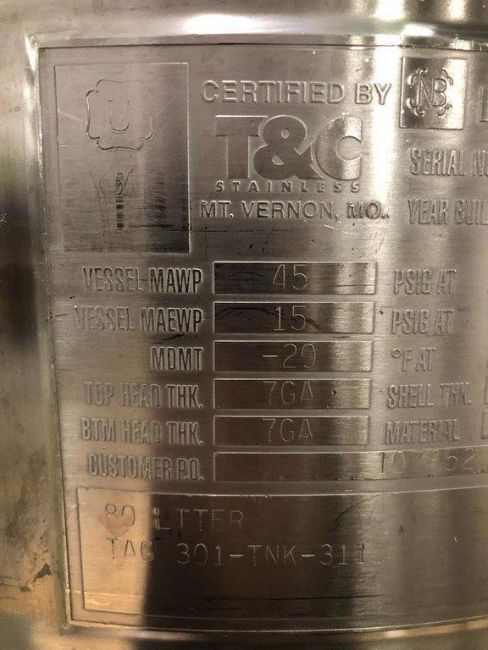 U
CERTIFIED BY NB
T&C
STAINLESS
MT. VERNON, MO.
SERIAL
YEAR
VESSEL-MAWP 45 PSIG AT
VESSEL MAEWP 15 PSIG AT
MDMT -20 °F AT
TOP HEAD THK. 7GA SHELL THK.
BTM HEAD THK. 7GA MATERIAL
CUSTOMER P.O.
80 LITTER
TAG 301-TNK-311